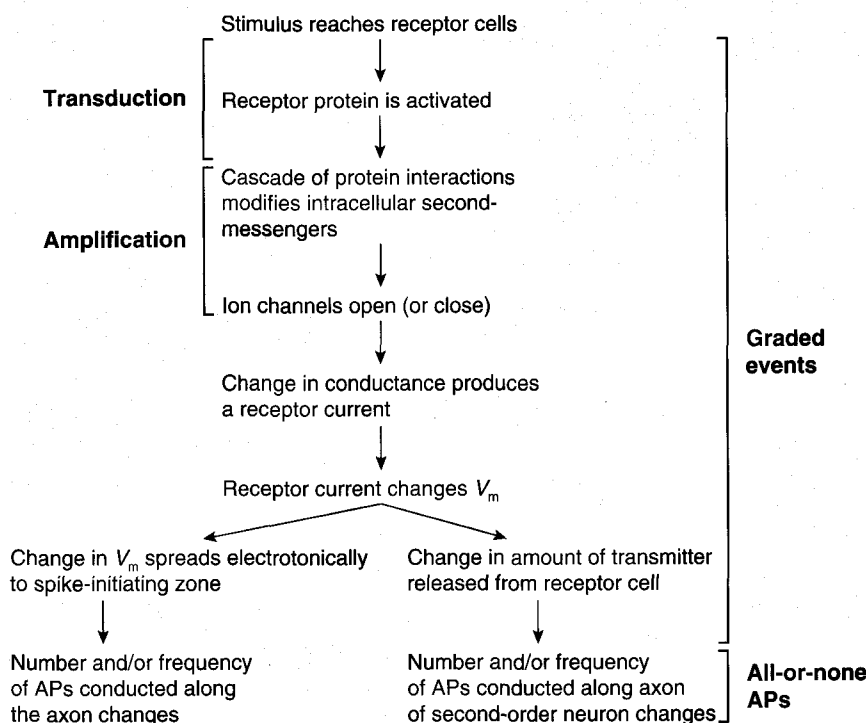 Stimulus reaches receptor cells
Transduction
Receptor protein is activated
Cascade of protein interactions
modifies intracellular second-
messengers
Amplification
Ion channels open (or close)
Graded
events
Change in conductance produces
a receptor current
Receptor current changes Vm
Change in Vm spreads electrotonically
to spike-initiating zone
Change in amount of transmitter
released from receptor cell
Number and/or frequency
of APs conducted along
the axon changes
Number and/or frequency
of APs conducted along axon
of second-order neuron changes
All-or-none
APs